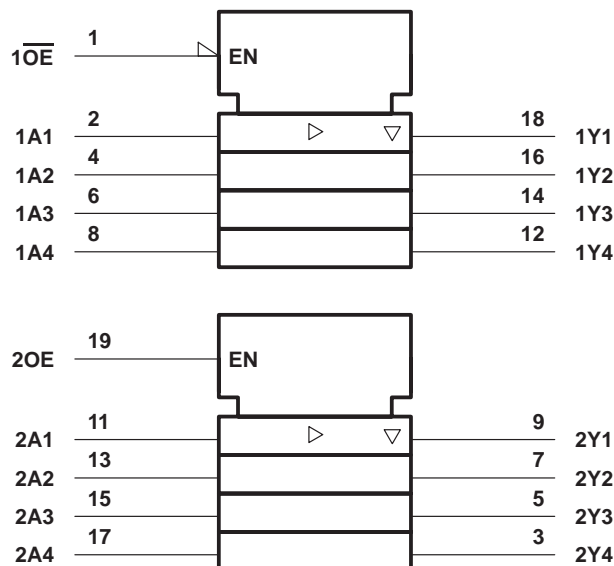 1 
1O̅E̅ EN
2 18
1A1 1Y1
4 16
1A2 1Y2
6 14
1A3 1Y3
8 12
1A4 1Y4
19
2OE EN
11 9
2A1 2Y1
13 7
2A2 2Y2
15 5
2A3 2Y3
17 3
2A4 2Y4